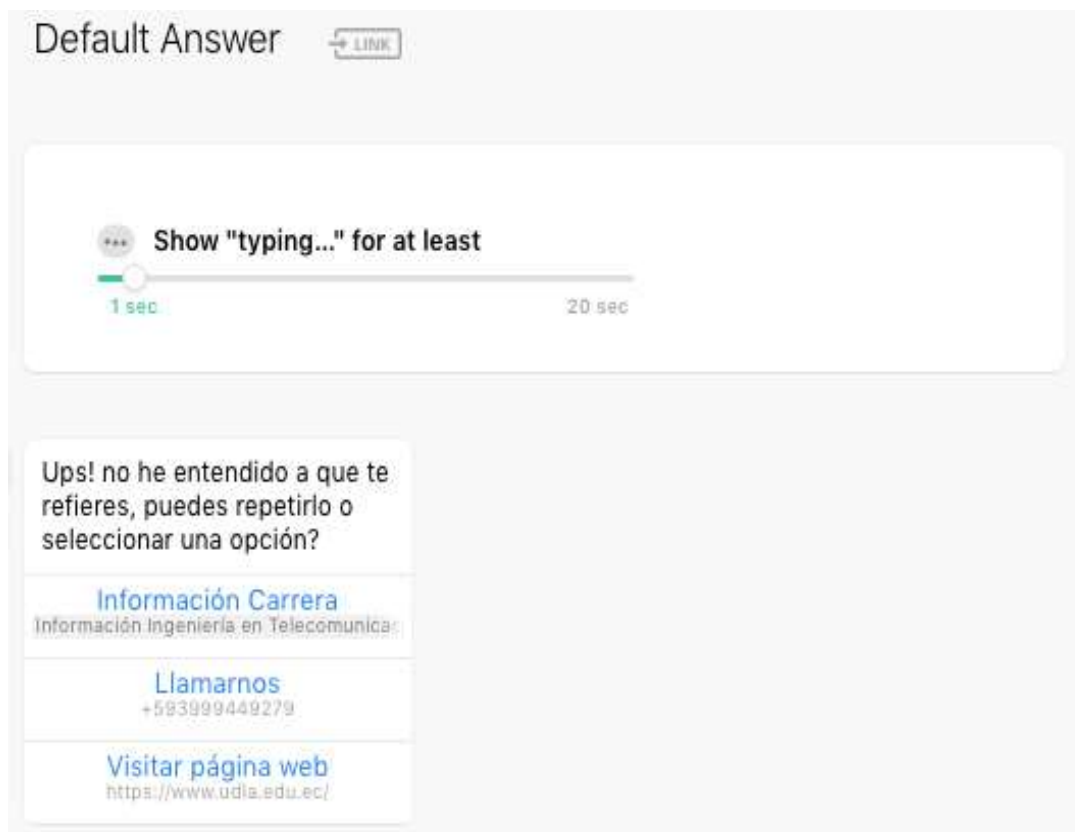 Default Answer LINK
Show "typing..." for at least
1 sec 20 sec
Ups! no he entendido a que te
refieres, puedes repetirlo o
seleccionar una opción?
Información Carrera
Información Ingeniería en Telecomunicac
Llamarnos
+593999449279
Visitar página web
https://www.udla.edu.ec/